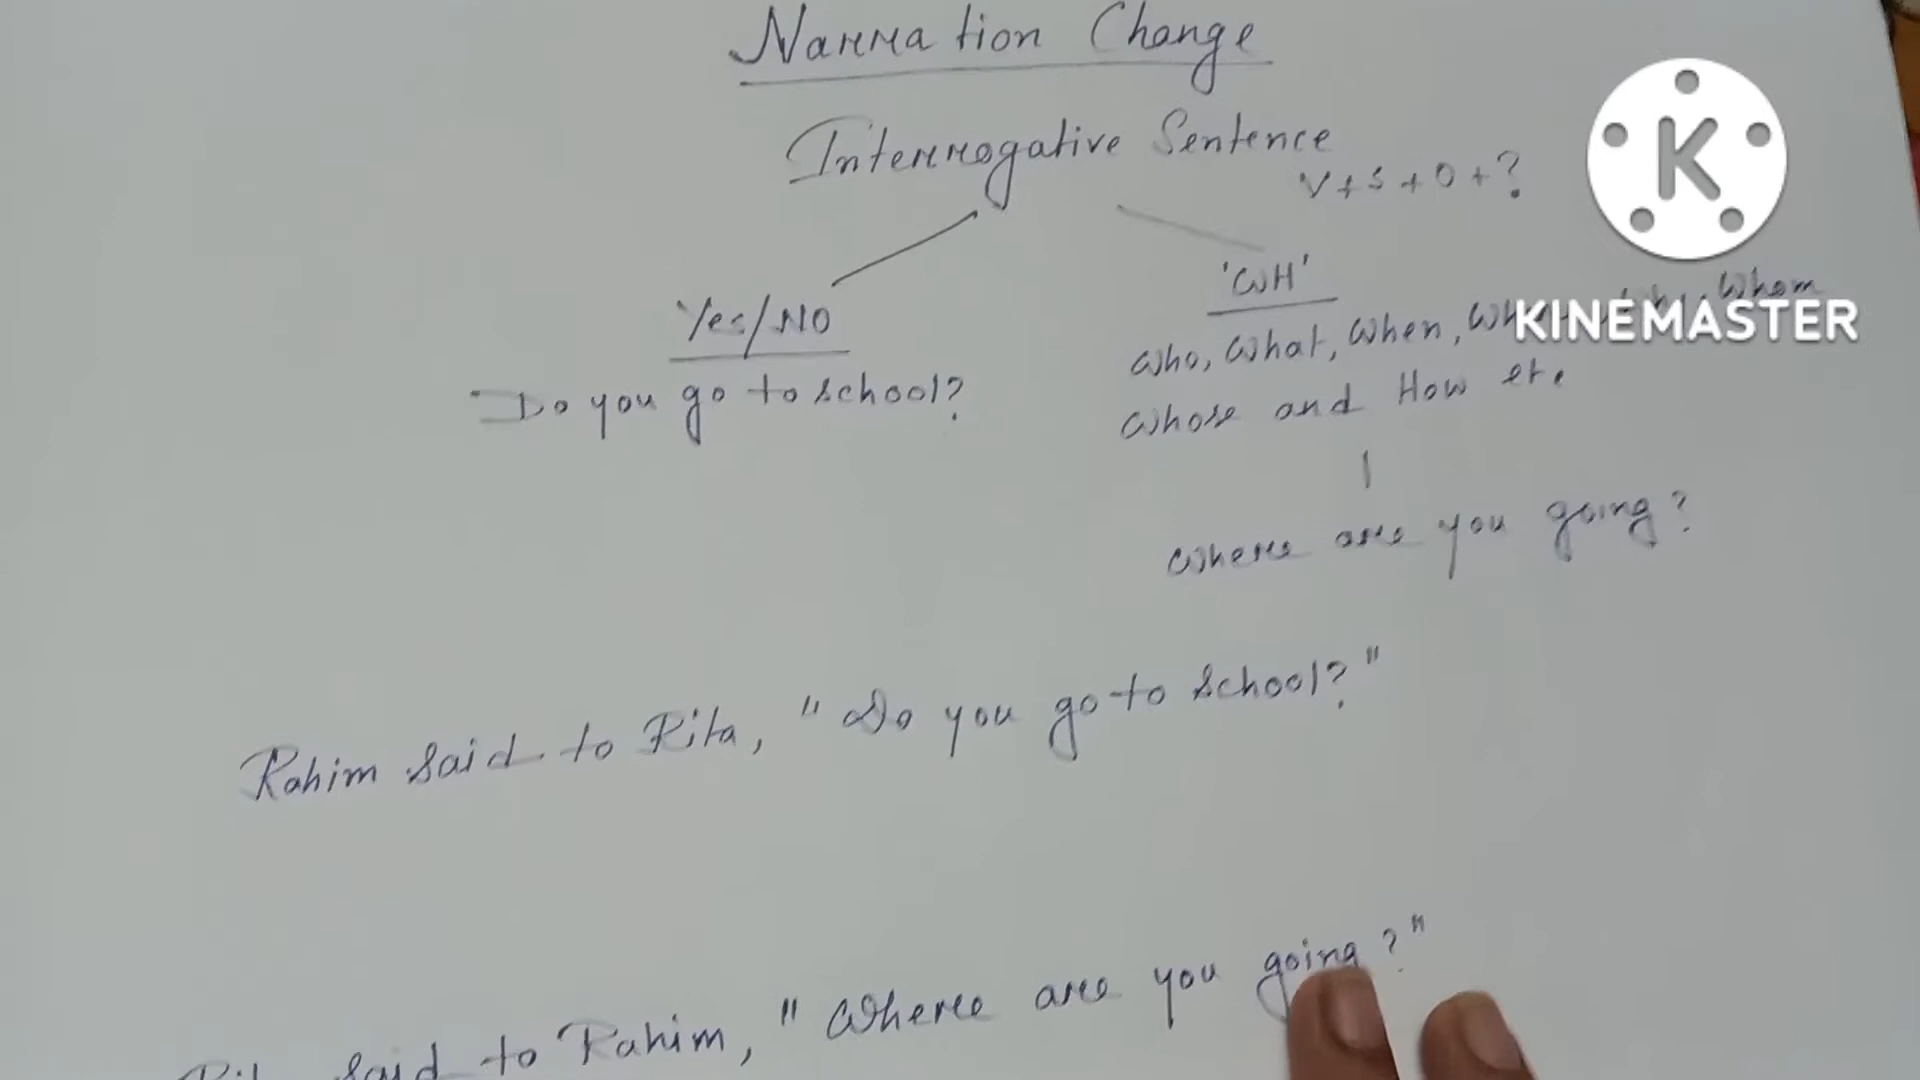 Narration Change
Interrogative Sentence
V + S + O + ?
Yes/No
Do you go to school?
'WH'
Who, What, When, Whom
Whose and How etc
Where are you going?
Rahim said to Rita, "Do you go to school?"
said to Rahim, "Where are you going?"
KINEMASTER